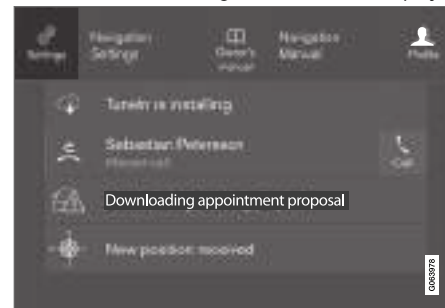 Settings
Navigation
Settings
Owner's
manual
Navigation
Manual
Profile
TuneIn is installing
Sebastian Petersson
Missed call
Call
Downloading appointment proposal
New position received
G063978